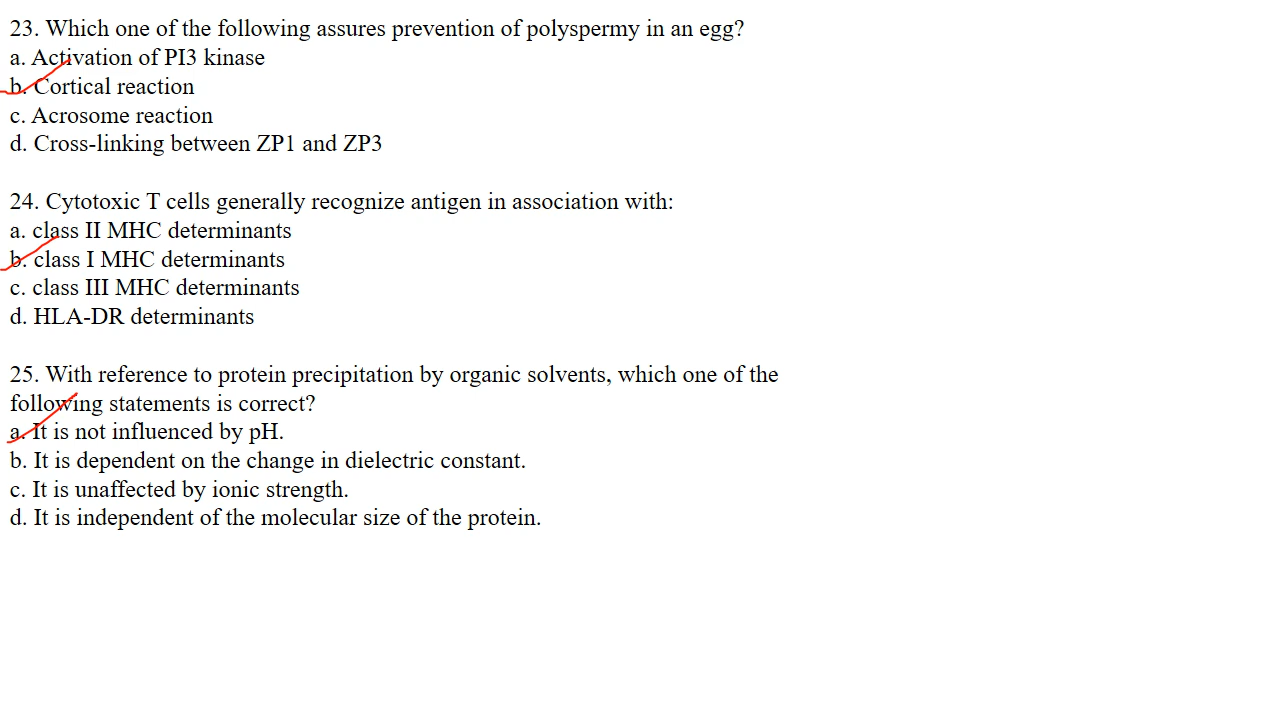 23. Which one of the following assures prevention of polyspermy in an egg?
a. Activation of PI3 kinase
b. Cortical reaction
c. Acrosome reaction
d. Cross-linking between ZP1 and ZP3
24. Cytotoxic T cells generally recognize antigen in association with:
a. class II MHC determinants
b. class I MHC determinants
c. class III MHC determinants
d. HLA-DR determinants
25. With reference to protein precipitation by organic solvents, which one of the
following statements is correct?
a. It is not influenced by pH.
b. It is dependent on the change in dielectric constant.
c. It is unaffected by ionic strength.
d. It is independent of the molecular size of the protein.